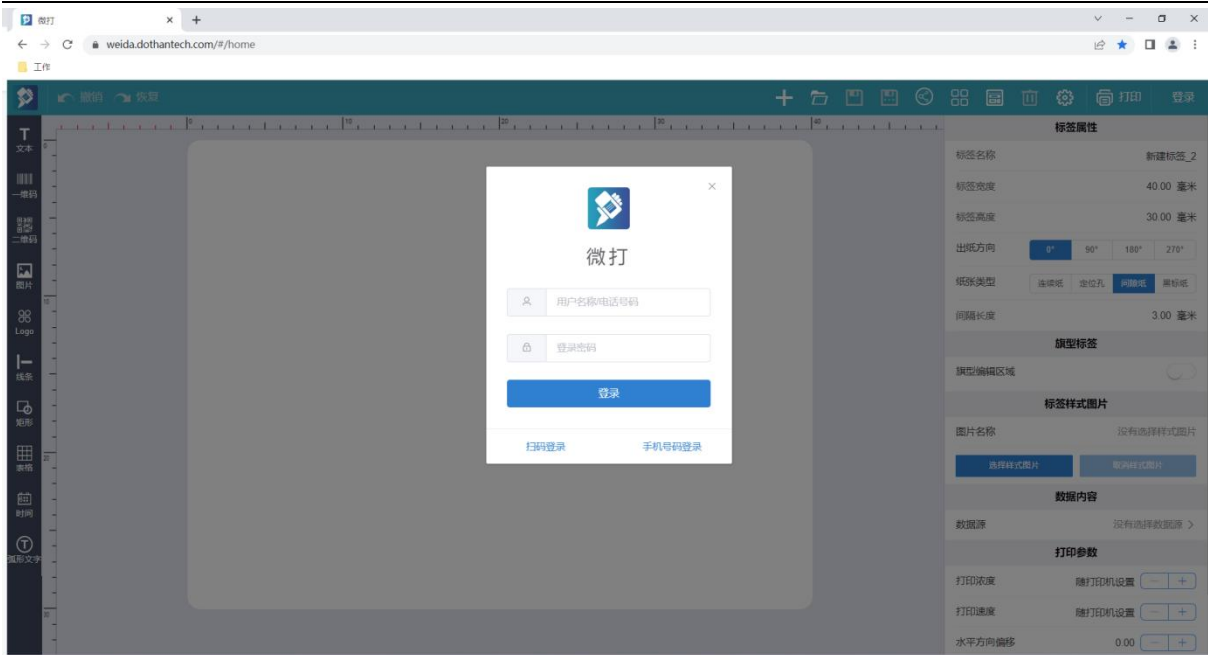 微打
weida.dothantech.com/#/home
工作
撤销 恢复 打印 登录
0 10 20 30 40
标签属性
文本
一维码
二维码
图片
Logo
线条
矩形
表格
时间
弧形文字
0
10
20
30
微打
用户名称/电话号码
登录密码
登录
扫码登录 手机号码登录
标签名称 新建标签_2
标签宽度 40.00 毫米
标签高度 30.00 毫米
出纸方向 0° 90° 180° 270°
纸张类型 连续纸 定位孔 间隙纸 黑标纸
间隔长度 3.00 毫米
旗型标签
旗型编辑区域
标签样式图片
图片名称 没有选择样式图片
选择样式图片 取消样式图片
数据内容
数据源 没有选择数据源
打印参数
打印浓度 随打印机设置
打印速度 随打印机设置
水平方向偏移 0.00